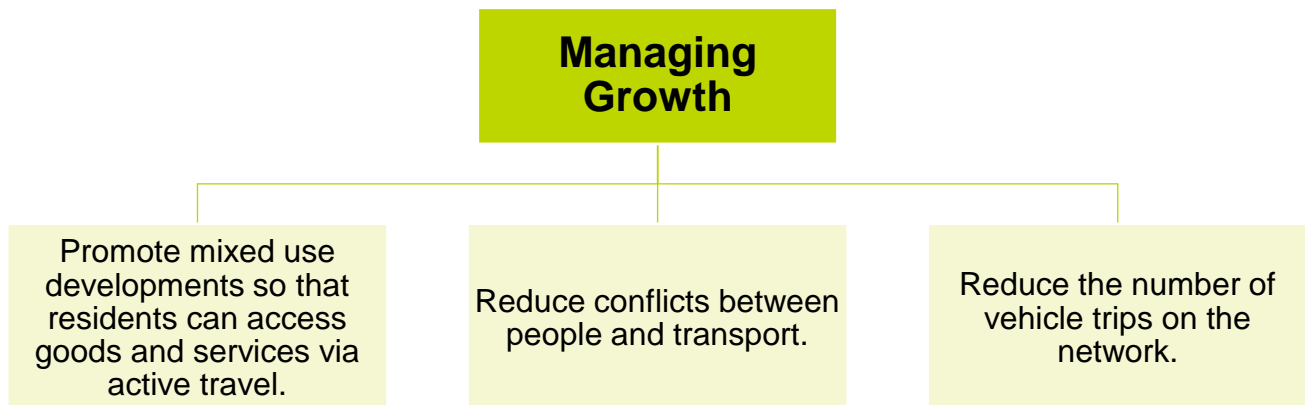 Managing
Growth
Promote mixed use
developments so that
residents can access
goods and services via
active travel.
Reduce conflicts between
people and transport.
Reduce the number of
vehicle trips on the
network.